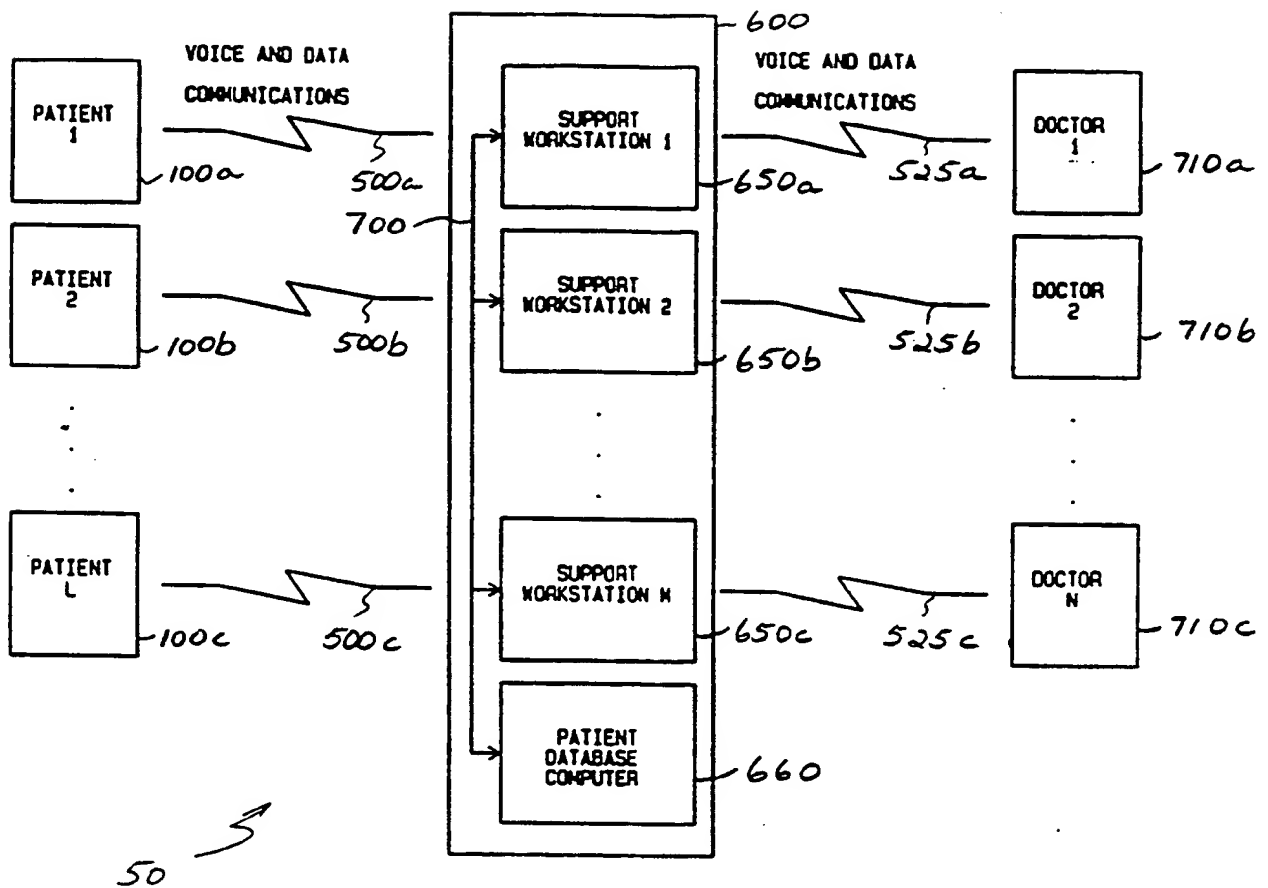 600
VOICE AND DATA
COMMUNICATIONS
VOICE AND DATA
COMMUNICATIONS
PATIENT
1
100a
500a
SUPPORT
WORKSTATION 1
650a
525a
DOCTOR
1
710a
700
PATIENT
2
100b
500b
SUPPORT
WORKSTATION 2
650b
525b
DOCTOR
2
710b
PATIENT
L
100c
500c
SUPPORT
WORKSTATION M
650c
525c
DOCTOR
N
710c
PATIENT
DATABASE
COMPUTER
660
50